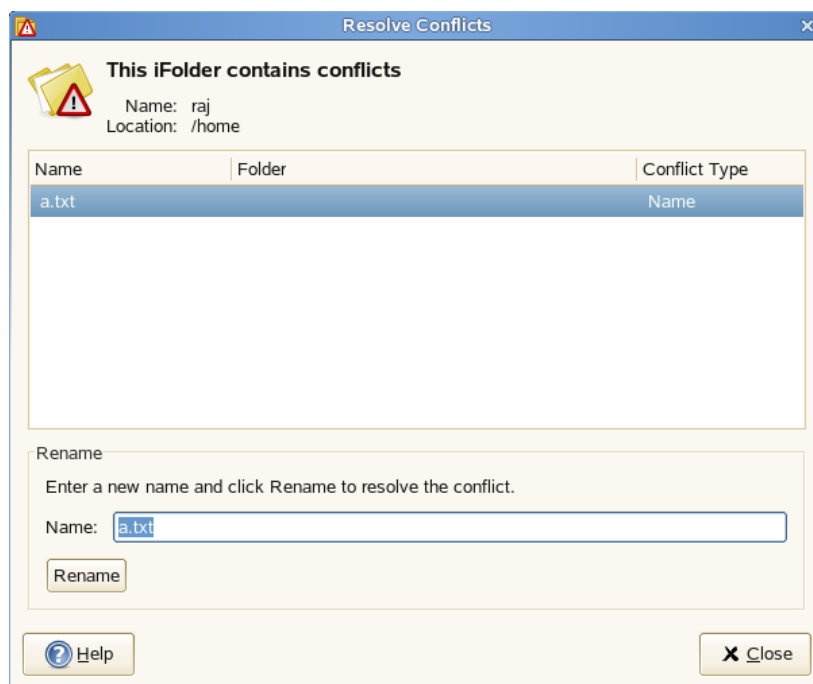 Resolve Conflicts
This iFolder contains conflicts
Name: raj
Location: /home
Name Folder Conflict Type
a.txt Name
Rename
Enter a new name and click Rename to resolve the conflict.
Name: a.txt
Rename
Help Close